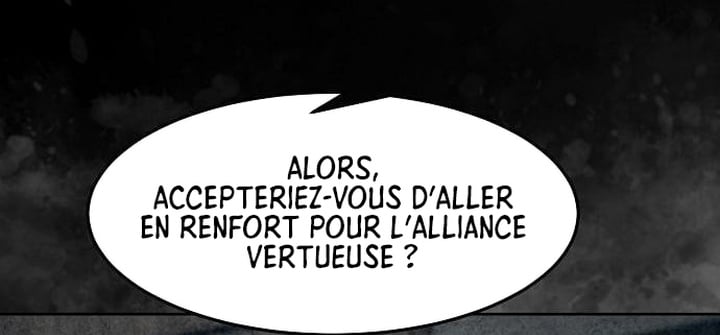 ALORS,
ACCEPTERIEZ-VOUS D'ALLER
EN RENFORT POUR L'ALLIANCE
VERTUEUSE ?